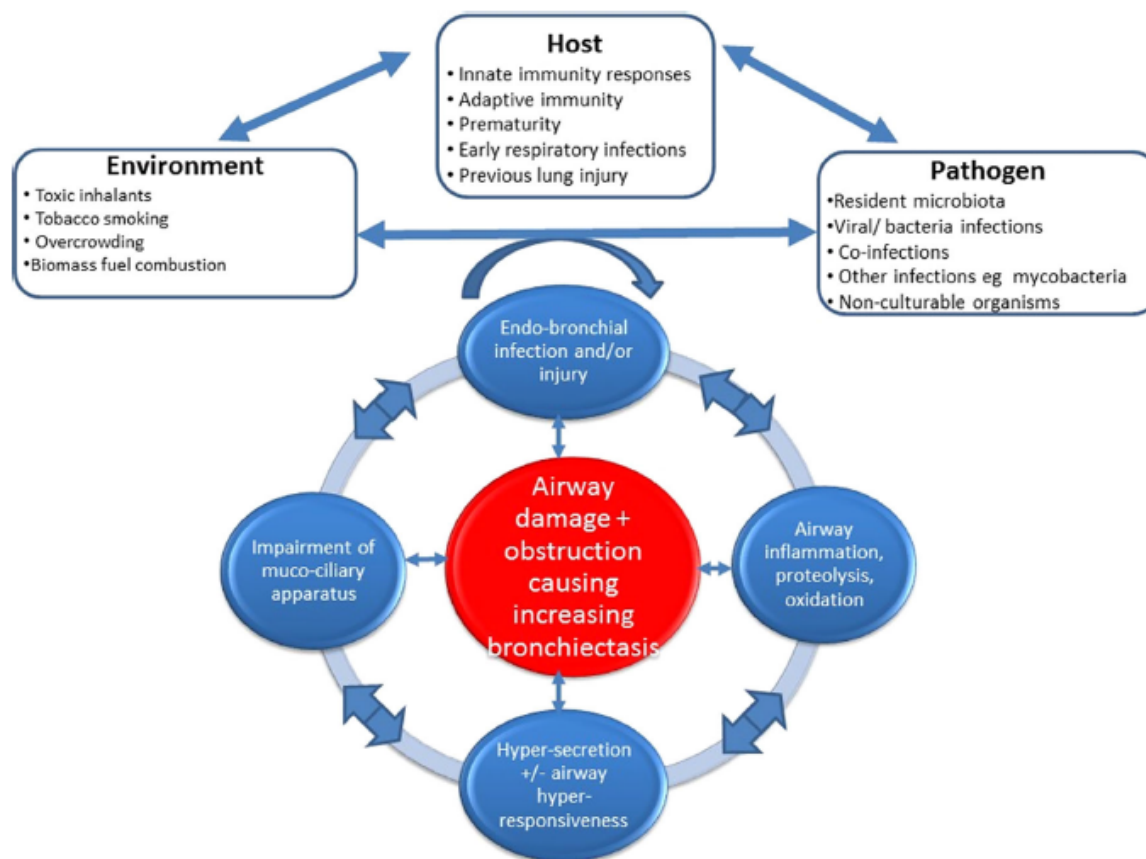 Host
• Innate immunity responses
• Adaptive immunity
• Prematurity
• Early respiratory infections
• Previous lung injury
Environment
• Toxic inhalants
• Tobacco smoking
• Overcrowding
•Biomass fuel combustion
Pathogen
•Resident microbiota
•Viral/ bacteria infections
• Co-infections
• Other infections eg mycobacteria
• Non-culturable organisms
Endo-bronchial
infection and/or
injury
Impairment of
muco-ciliary
apparatus
Airway
damage +
obstruction
causing
increasing
bronchiectasis
Airway
inflammation,
proteolysis,
oxidation
Hyper-secretion
+/- airway
hyper-
responsiveness